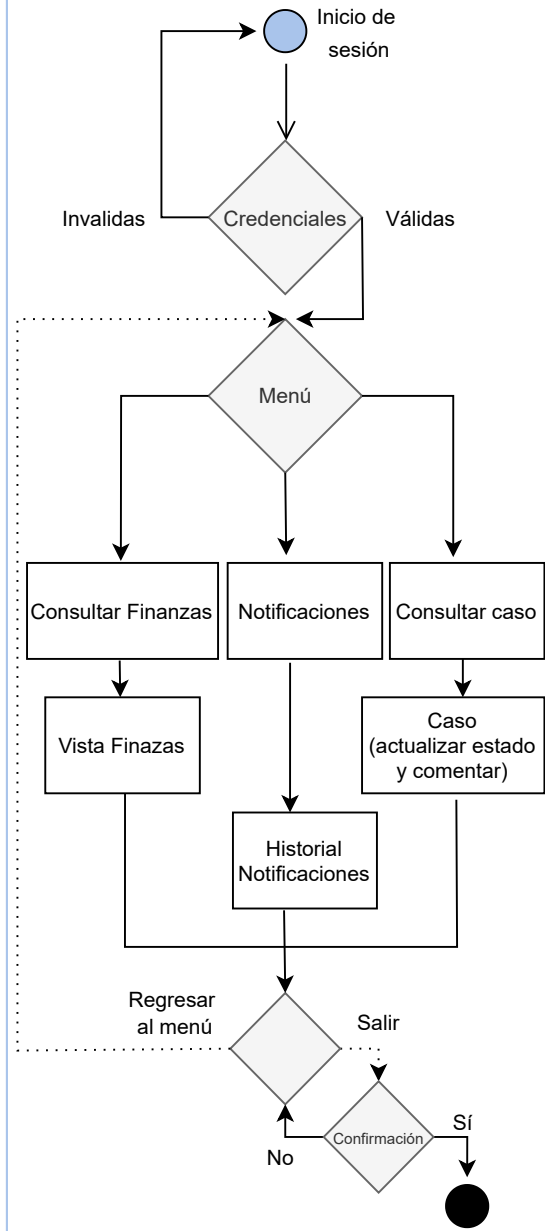 Inicio de
sesión
Invalidas
Credenciales
Válidas
Menú
Consultar Finanzas
Notificaciones
Consultar caso
Vista Finazas
Caso
(actualizar estado
y comentar)
Historial
Notificaciones
Regresar
al menú
Salir
Confirmación
Sí
No